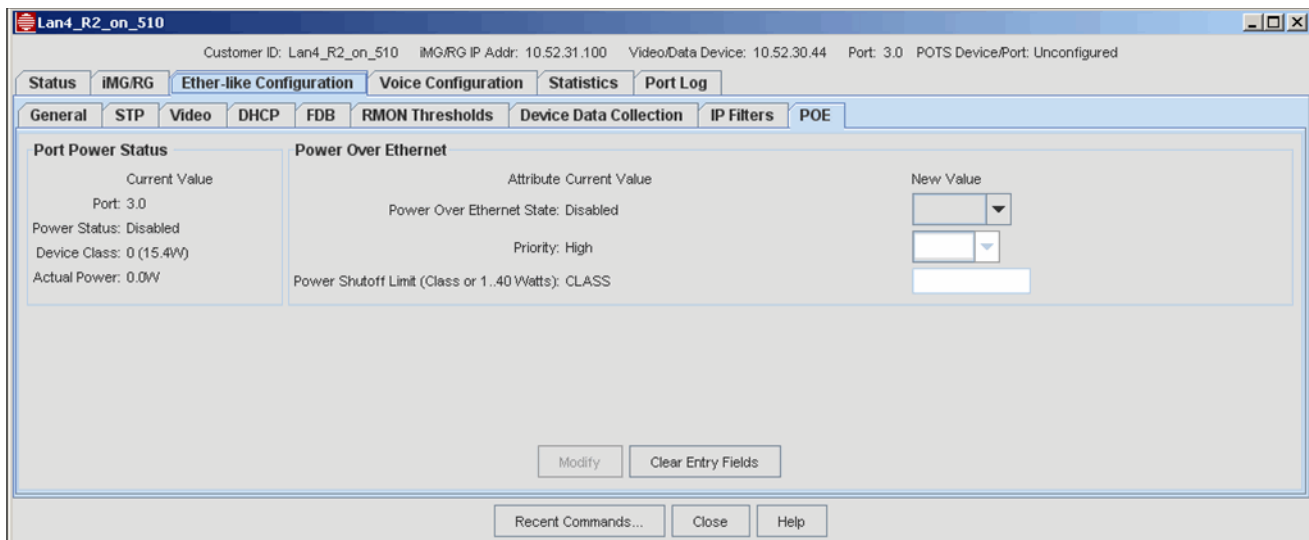 Lan4_R2_on_510
Customer ID: Lan4_R2_on_510 iMG/RG IP Addr: 10.52.31.100 Video/Data Device: 10.52.30.44 Port: 3.0 POTS Device/Port: Unconfigured
Status iMG/RG Ether-like Configuration Voice Configuration Statistics Port Log
General STP Video DHCP FDB RMON Thresholds Device Data Collection IP Filters POE
Port Power Status
Current Value
Port: 3.0
Power Status: Disabled
Device Class: 0 (15.4W)
Actual Power: 0.0W
Power Over Ethernet
Attribute Current Value New Value
Power Over Ethernet State: Disabled
Priority: High
Power Shutoff Limit (Class or 1..40 Watts): CLASS
Modify Clear Entry Fields
Recent Commands... Close Help